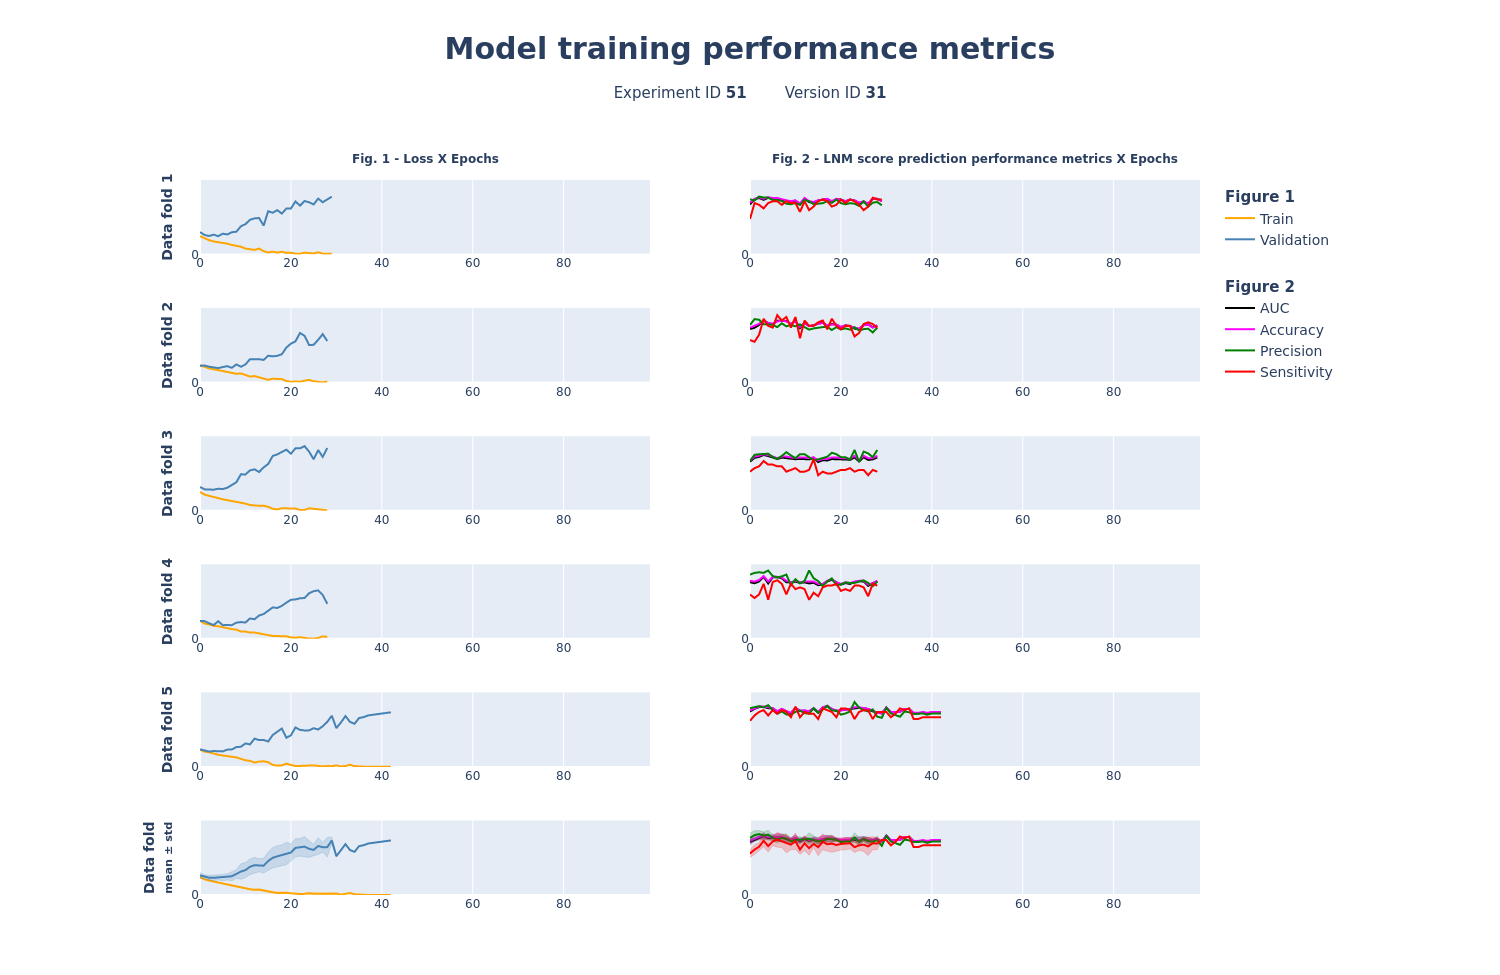 Model training performance metrics
Experiment ID 51 Version ID 31
Fig. 1 - Loss X Epochs
Fig. 2 - LNM score prediction performance metrics X Epochs
Data fold 1
0
0 20 40 60 80
0
0 20 40 60 80
Figure 1
Train
Validation
Figure 2
AUC
Accuracy
Precision
Sensitivity
Data fold 2
0
0 20 40 60 80
0
0 20 40 60 80
Data fold 3
0
0 20 40 60 80
0
0 20 40 60 80
Data fold 4
0
0 20 40 60 80
0
0 20 40 60 80
Data fold 5
0
0 20 40 60 80
0
0 20 40 60 80
Data fold
mean ± std
0
0 20 40 60 80
0
0 20 40 60 80